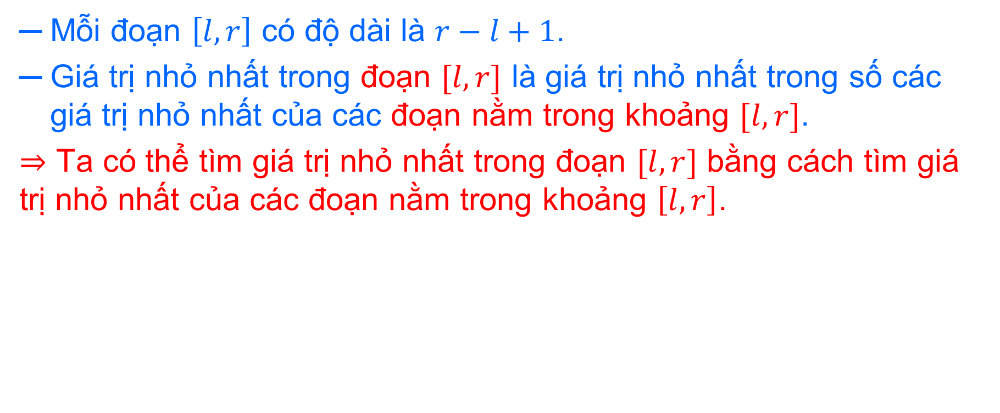 ─ Mỗi đoạn [l, r] có độ dài là r − l + 1.
─ Giá trị nhỏ nhất trong đoạn [l, r] là giá trị nhỏ nhất trong số các
giá trị nhỏ nhất của các đoạn nằm trong khoảng [l, r].
⇒ Ta có thể tìm giá trị nhỏ nhất trong đoạn [l, r] bằng cách tìm giá
trị nhỏ nhất của các đoạn nằm trong khoảng [l, r].